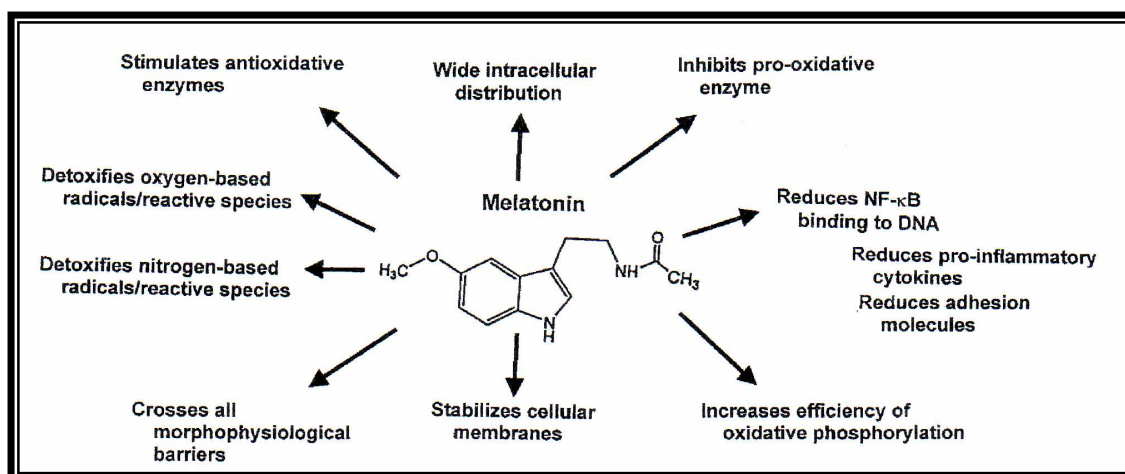 Stimulates antioxidative
enzymes
Wide intracellular
distribution
Inhibits pro-oxidative
enzyme
Detoxifies oxygen-based
radicals/reactive species
Melatonin
Reduces NF-κB
binding to DNA
Detoxifies nitrogen-based
radicals/reactive species
H₃C
O
N
H
NH
O
CH₃
Reduces pro-inflammatory
cytokines
Reduces adhesion
molecules
Crosses all
morphophysiological
barriers
Stabilizes cellular
membranes
Increases efficiency of
oxidative phosphorylation